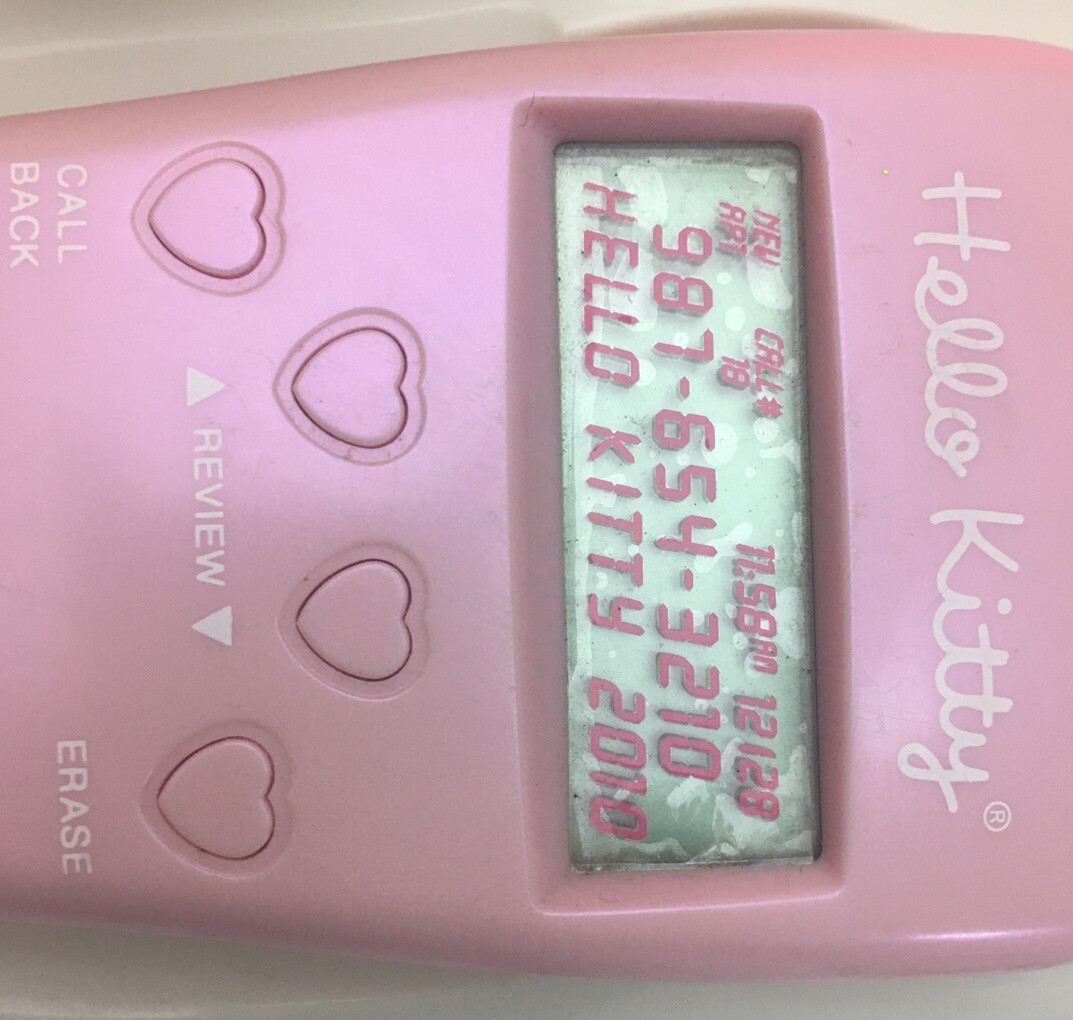 Hello Kitty®
NEW CALL# 11:58AM 12/28
RPT 18
987-654-3210
HELLO KITTY 2010
CALL BACK
▲ REVIEW ▼
ERASE